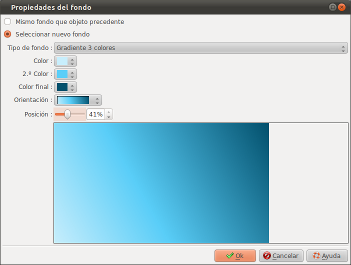 Propiedades del fondo
Mismo fondo que objeto precedente
Seleccionar nuevo fondo
Tipo de fondo : Gradiente 3 colores
Color :
2.º Color :
Color final :
Orientación :
Posición : 41%
Ok Cancelar Ayuda